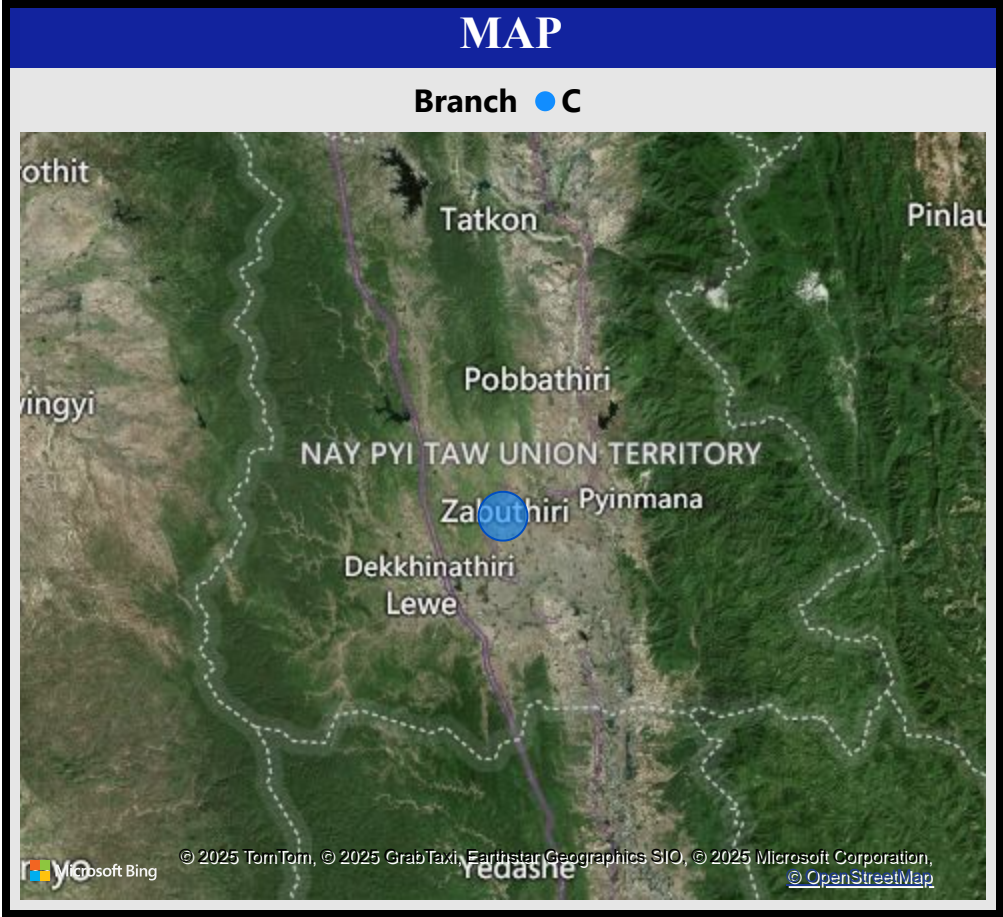 MAP
Branch C
othit
Tatkon
Pinlau
Pobbathiri
yingyi
NAY PYI TAW UNION TERRITORY
Zabuthiri
Pyinmana
Dekkhinathiri
Lewe
Yedashe
Microsoft Bing
© 2025 TomTom, © 2025 GrabTaxi, Earthstar Geographics SIO, © 2025 Microsoft Corporation,
© OpenStreetMap